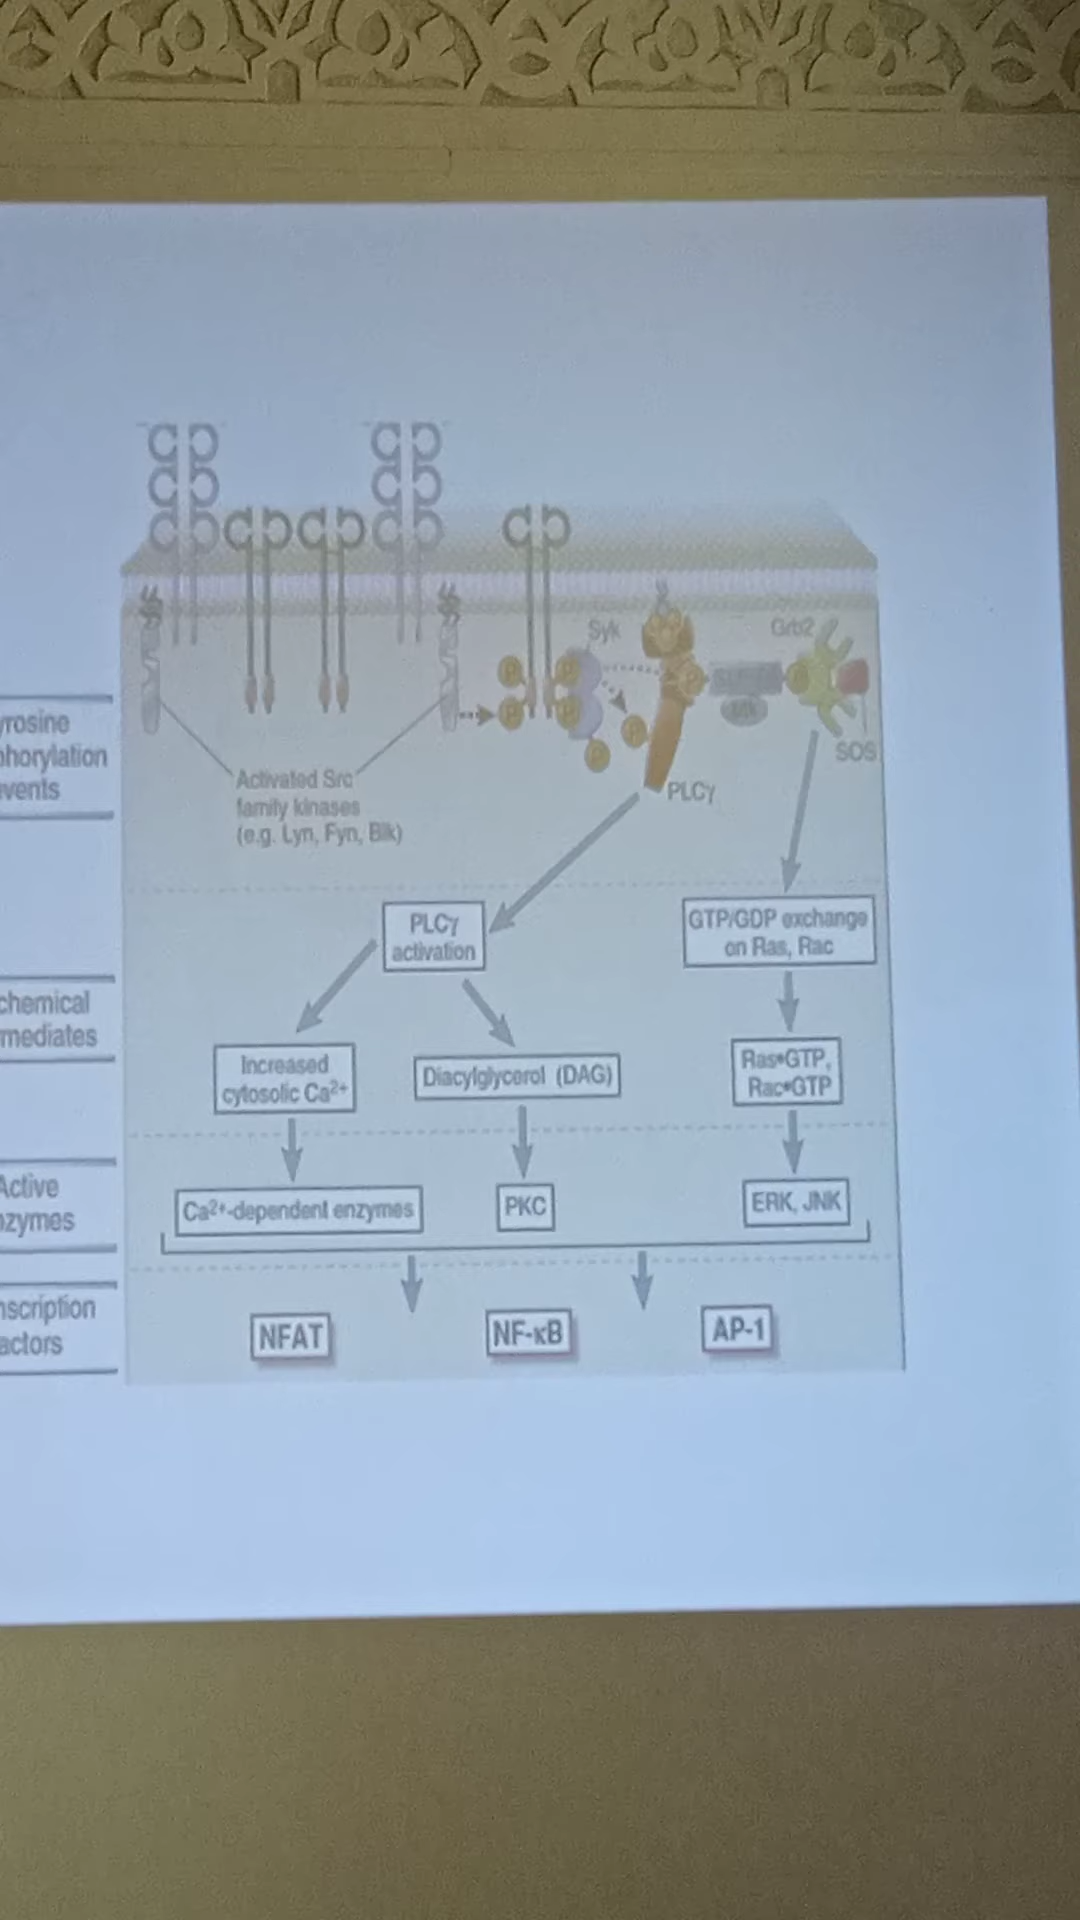 Syk
Grb2
P
P
P
P
P
P
SOS
PLCγ
yrosine
phorylation
vents
Activated Src
family kinases
(e.g. Lyn, Fyn, Blk)
PLCγ
activation
GTP/GDP exchange
on Ras, Rac
chemical
mediates
Increased
cytosolic Ca2+
Diacylglycerol (DAG)
Ras•GTP,
Rac•GTP
Active
nzymes
Ca2+-dependent enzymes
PKC
ERK, JNK
nscription
actors
NFAT
NF-κB
AP-1